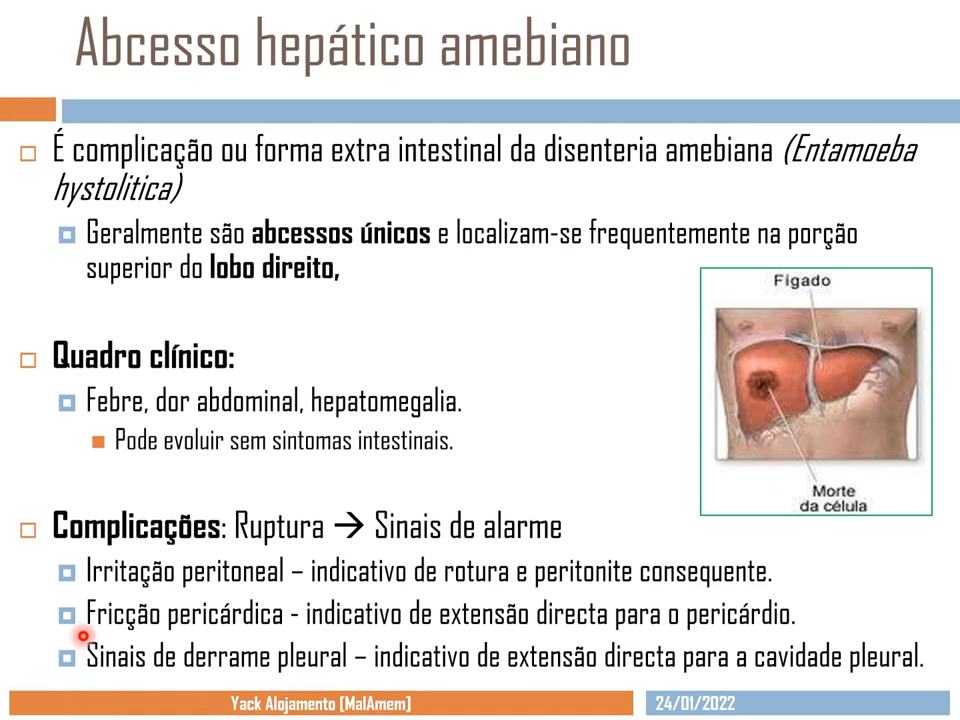 Abcesso hepático amebiano
É complicação ou forma extra intestinal da disenteria amebiana (Entamoeba
hystolitica)
Geralmente são abcessos únicos e localizam-se frequentemente na porção
superior do lobo direito,
Fígado
Morte
da célula
Quadro clínico:
Febre, dor abdominal, hepatomegalia.
Pode evoluir sem sintomas intestinais.
Complicações: Ruptura → Sinais de alarme
Irritação peritoneal – indicativo de rotura e peritonite consequente.
Fricção pericárdica - indicativo de extensão directa para o pericárdio.
Sinais de derrame pleural – indicativo de extensão directa para a cavidade pleural.
Yack Alojamento [MalAmem]
24/01/2022